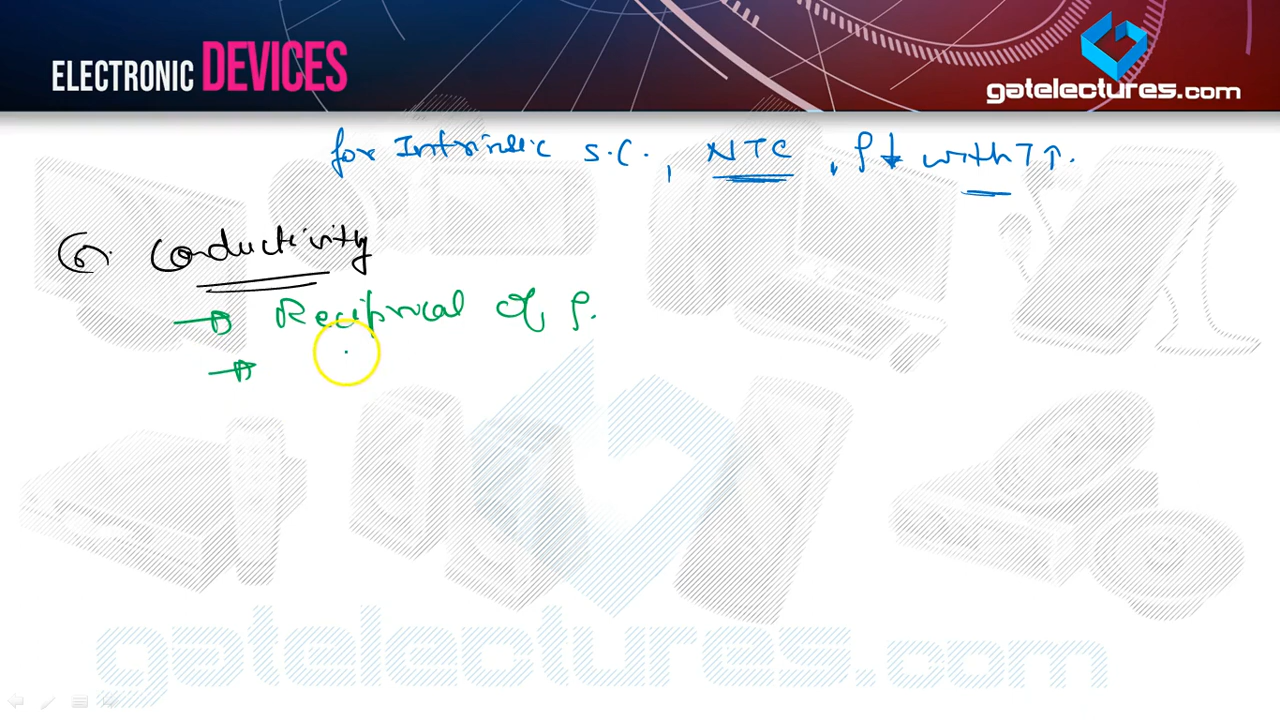 ELECTRONIC DEVICES
gatelectures.com
for Intrinsic S.C., NTC, ρ↓ with T↑.
6. Conductivity
→ Reciprocal of ρ.
→
gatelectures.com